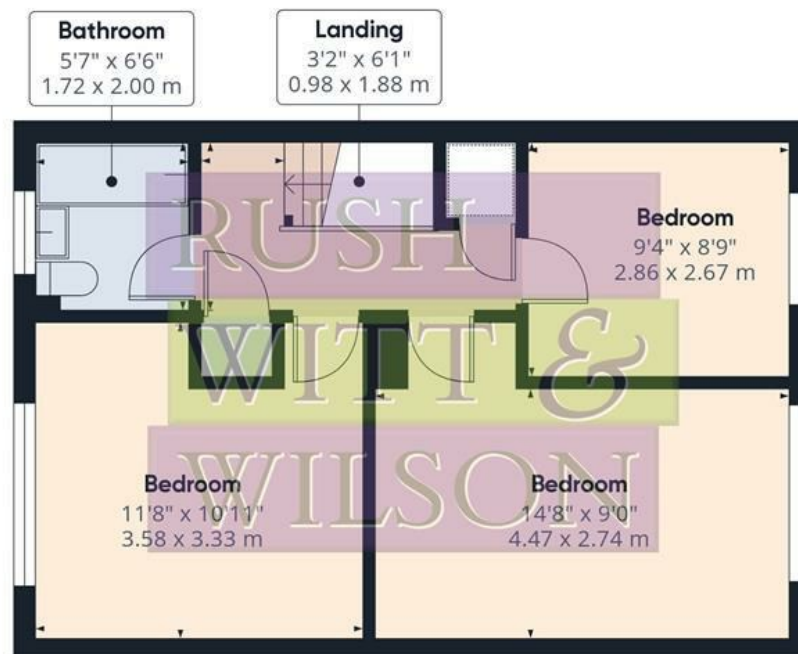 Bathroom
5'7" x 6'6"
1.72 x 2.00 m
Landing
3'2" x 6'1"
0.98 x 1.88 m
RUSH
WITT &
WILSON
Bedroom
9'4" x 8'9"
2.86 x 2.67 m
Bedroom
11'8" x 10'11"
3.58 x 3.33 m
Bedroom
14'8" x 9'0"
4.47 x 2.74 m